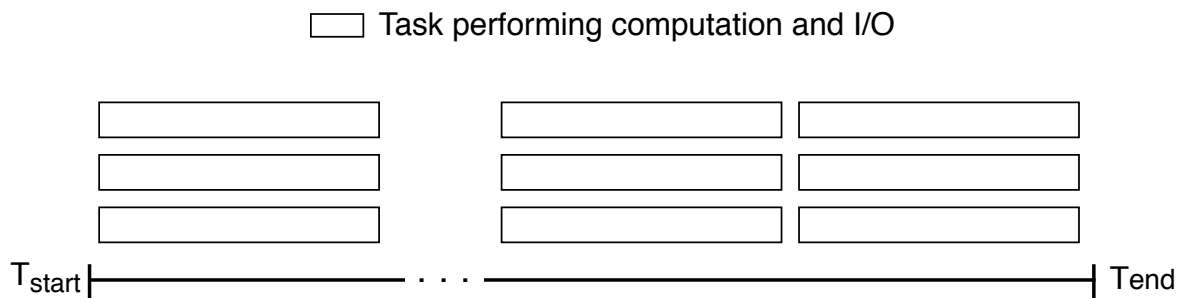 Task performing computation and I/O
Tstart
. . .
Tend